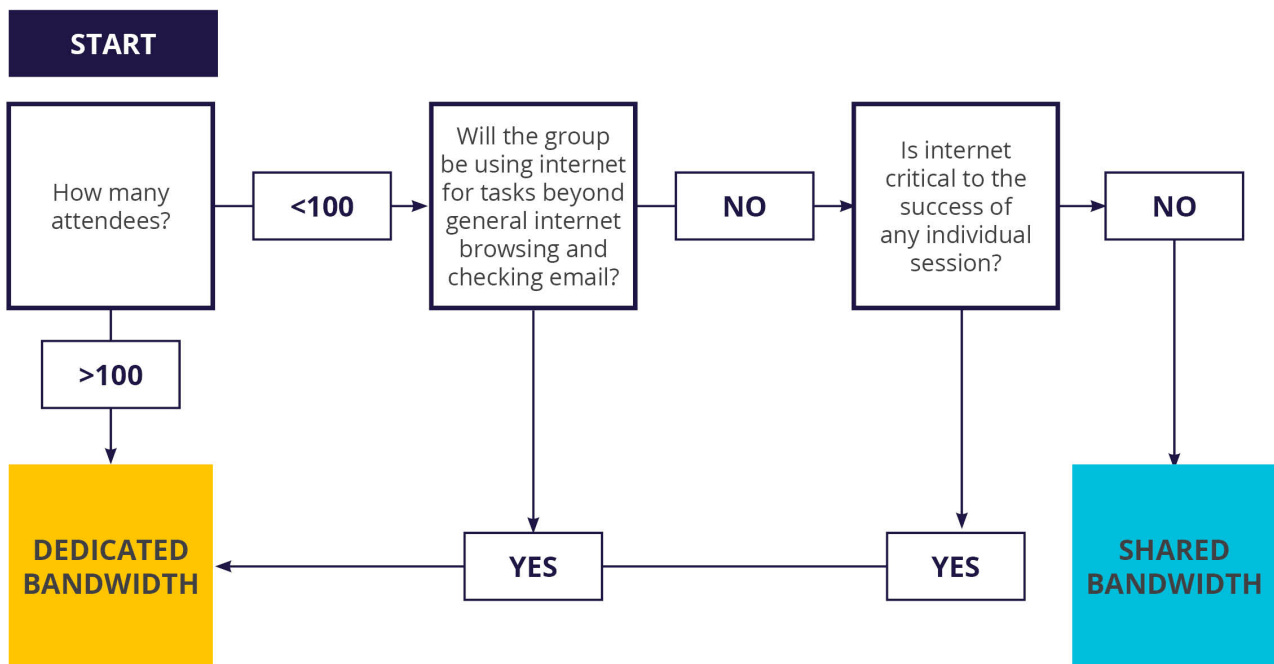 START
How many
attendees?
<100
Will the group
be using internet
for tasks beyond
general internet
browsing and
checking email?
NO
Is internet
critical to the
success of
any individual
session?
NO
>100
DEDICATED
BANDWIDTH
YES
YES
SHARED
BANDWIDTH